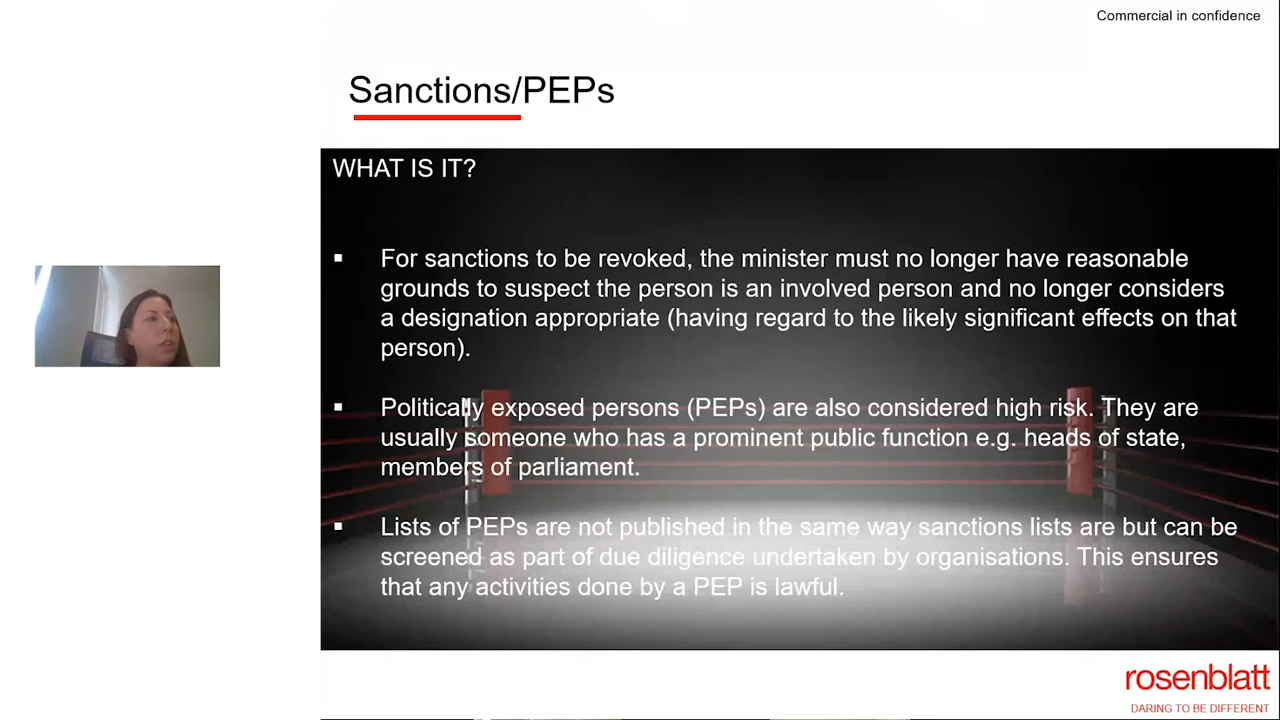 Commercial in confidence
Sanctions/PEPs
WHAT IS IT?
▪ For sanctions to be revoked, the minister must no longer have reasonable
grounds to suspect the person is an involved person and no longer considers
a designation appropriate (having regard to the likely significant effects on that
person).
▪ Politically exposed persons (PEPs) are also considered high risk. They are
usually someone who has a prominent public function e.g. heads of state,
members of parliament.
▪ Lists of PEPs are not published in the same way sanctions lists are but can be
screened as part of due diligence undertaken by organisations. This ensures
that any activities done by a PEP is lawful.
rosenblatt
DARING TO BE DIFFERENT